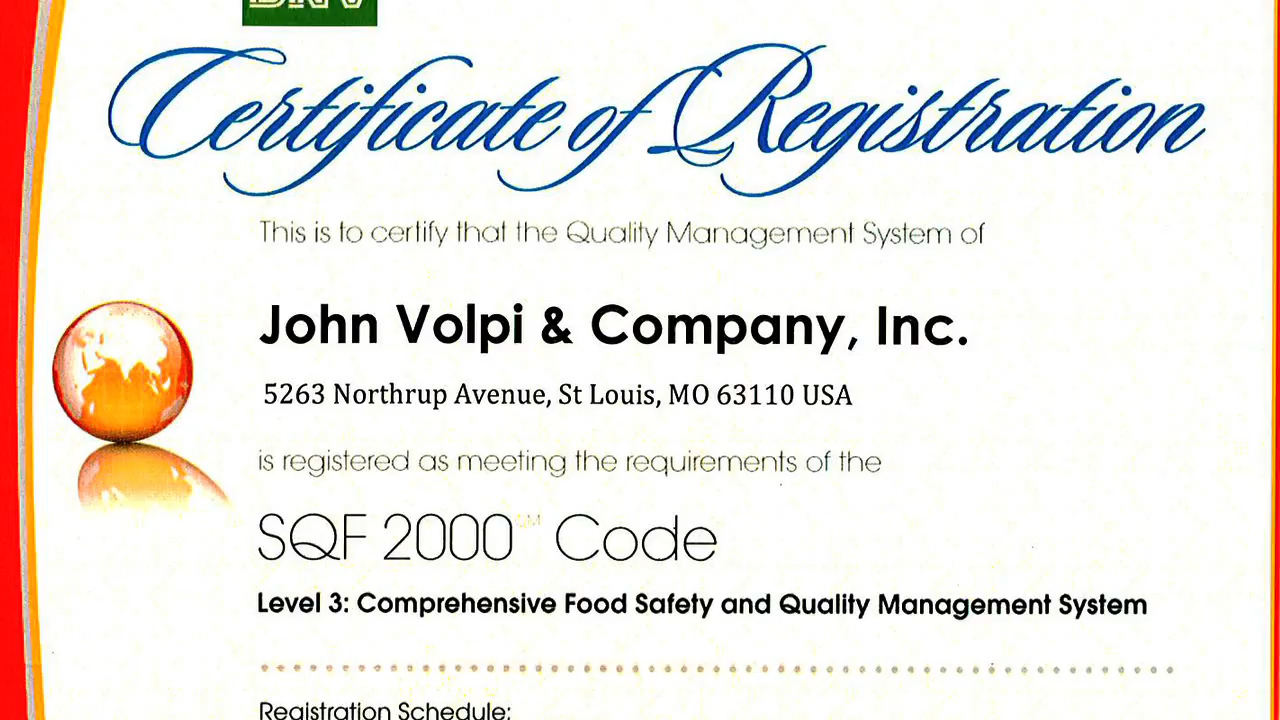 DNV
Certificate of Registration
This is to certify that the Quality Management System of
John Volpi & Company, Inc.
5263 Northrup Avenue, St Louis, MO 63110 USA
is registered as meeting the requirements of the
SQF 2000℠ Code
Level 3: Comprehensive Food Safety and Quality Management System
Registration Schedule: